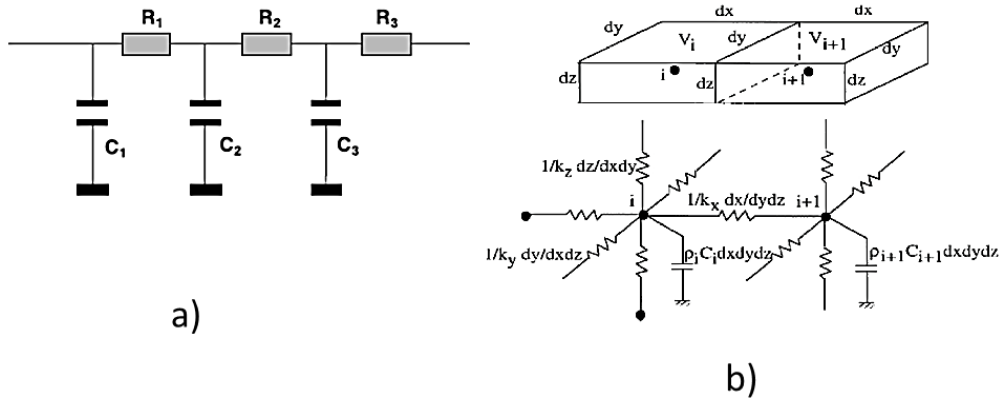 R1 R2 R3
C1 C2 C3
a)
dx dx
dy Vi dy Vi+1 dy
dz i dz i+1 dz
1/kz dz/dxdy
i 1/kx dx/dydz i+1
1/ky dy/dxdz ρiCidxdydz ρi+1Ci+1dxdydz
b)